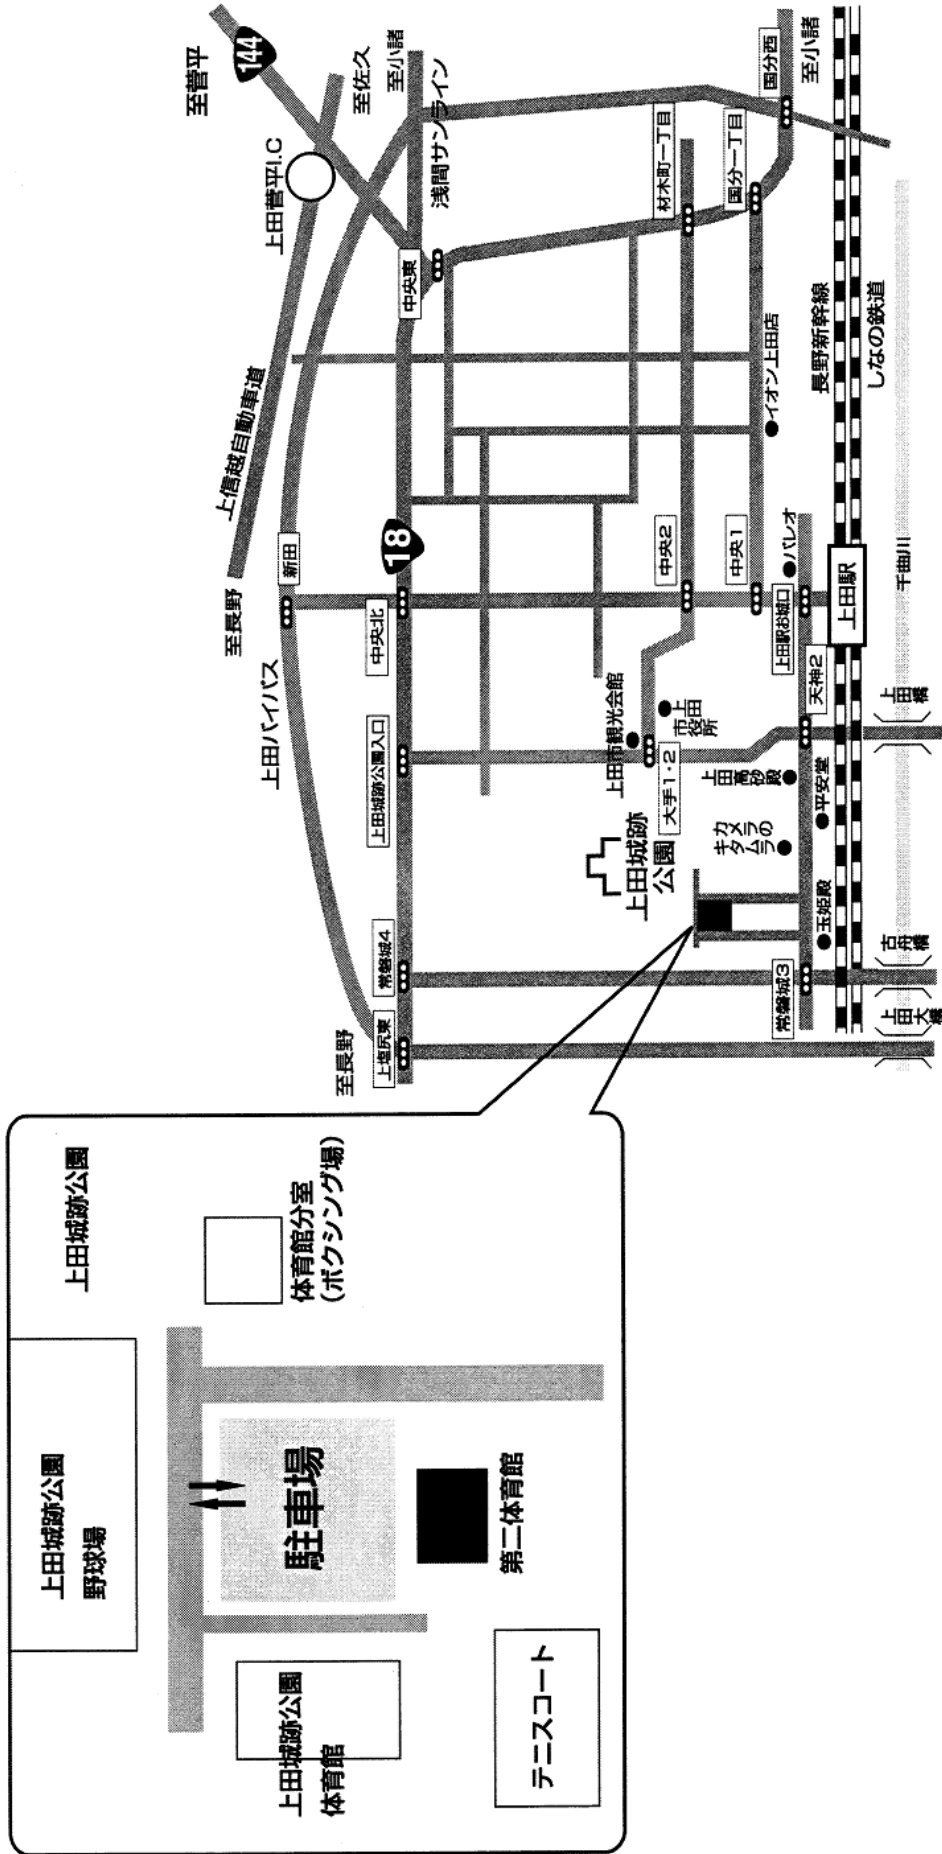 上田城跡公園
上田城跡公園
野球場
体育館分室
(ボクシング場)
駐車場
第二体育館
上田城跡公園
体育館
テニスコート
至菅平
144
至佐久
至小諸
上田菅平I.C
浅間サンライン
上信越自動車道
至長野
新田
上田バイパス
中央東
18
中央北
上田城跡公園入口
常磐城4
上塩尻東
至長野
材木町一丁目
国分一丁目
国分西
至小諸
イオン上田店
中央2
中央1
パレオ
上田駅お城口
上田駅
長野新幹線
しなの鉄道
千曲川
上田市観光会館
上田
市役所
大手1・2
天神2
上田橋
上田高砂殿
平安堂
カメラの
キタムラ
上田城跡
公園
玉姫殿
常磐城3
古舟橋
上田大橋